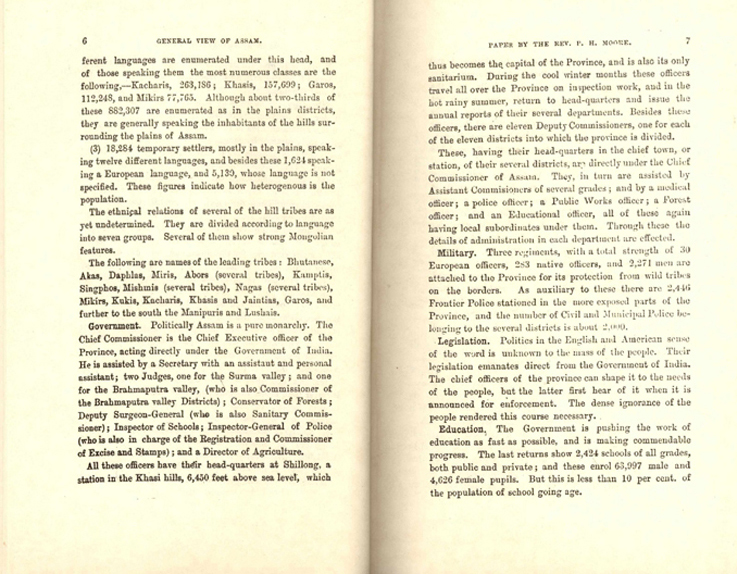 6 GENERAL VIEW OF ASSAM.
ferent languages are enumerated under this head, and
of those speaking them the most numerous classes are the
following,—Kacharis, 263,186; Khasis, 157,699; Garos,
112,248, and Mikirs 77,765. Although about two-thirds of
these 882,307 are enumerated as in the plains districts,
they are generally speaking the inhabitants of the hills sur-
rounding the plains of Assam.
(3) 18,284 temporary settlers, mostly in the plains, speak-
ing twelve different languages, and besides these 1,624 speak-
ing a European language, and 5,139, whose language is not
specified. These figures indicate how heterogenous is the
population.
The ethnical relations of several of the hill tribes are as
yet undetermined. They are divided according to language
into seven groups. Several of them show strong Mongolian
features.
The following are names of the leading tribes: Bhutanese,
Akas, Daphlas, Miris, Abors (several tribes), Kamptis,
Singphos, Mishmis (several tribes), Nagas (several tribes),
Mikirs, Kukis, Kacharis, Khasis and Jaintias, Garos, and
further to the south the Manipuris and Lushais.
Government. Politically Assam is a pure monarchy. The
Chief Commissioner is the Chief Executive officer of the
Province, acting directly under the Government of India.
He is assisted by a Secretary with an assistant and personal
assistant; two Judges, one for the Surma valley; and one
for the Brahmaputra valley, (who is also Commissioner of
the Brahmaputra valley Districts); Conservator of Forests;
Deputy Surgeon-General (who is also Sanitary Commis-
sioner); Inspector of Schools; Inspector-General of Police
(who is also in charge of the Registration and Commissioner
of Excise and Stamps); and a Director of Agriculture.
All these officers have their head-quarters at Shillong, a
station in the Khasi hills, 6,450 feet above sea level, which
PAPER BY THE REV. P. H. MOORE. 7
thus becomes the capital of the Province, and is also its only
sanitarium. During the cool winter months these officers
travel all over the Province on inspection work, and in the
hot rainy summer, return to head-quarters and issue the
annual reports of their several departments. Besides these
officers, there are eleven Deputy Commissioners, one for each
of the eleven districts into which the province is divided.
These, having their head-quarters in the chief town, or
station, of their several districts, are directly under the Chief
Commissioner of Assam. They, in turn are assisted by
Assistant Commissioners of several grades; and by a medical
officer; a police officer; a Public Works officer; a Forest
officer; and an Educational officer, all of these again
having local subordinates under them. Through these the
details of administration in each department are effected.
Military. Three regiments, with a total strength of 30
European officers, 283 native officers, and 2,271 men are
attached to the Province for its protection from wild tribes
on the borders. As auxiliary to these there are 2,446
Frontier Police stationed in the more exposed parts of the
Province, and the number of Civil and Municipal Police be-
longing to the several districts is about 2,000.
Legislation. Politics in the English and American sense
of the word is unknown to the mass of the people. Their
legislation emanates direct from the Government of India.
The chief officers of the province can shape it to the needs
of the people, but the latter first hear of it when it is
announced for enforcement. The dense ignorance of the
people rendered this course necessary.
Education. The Government is pushing the work of
education as fast as possible, and is making commendable
progress. The last returns show 2,424 schools of all grades,
both public and private; and these enrol 63,997 male and
4,626 female pupils. But this is less than 10 per cent. of
the population of school going age.